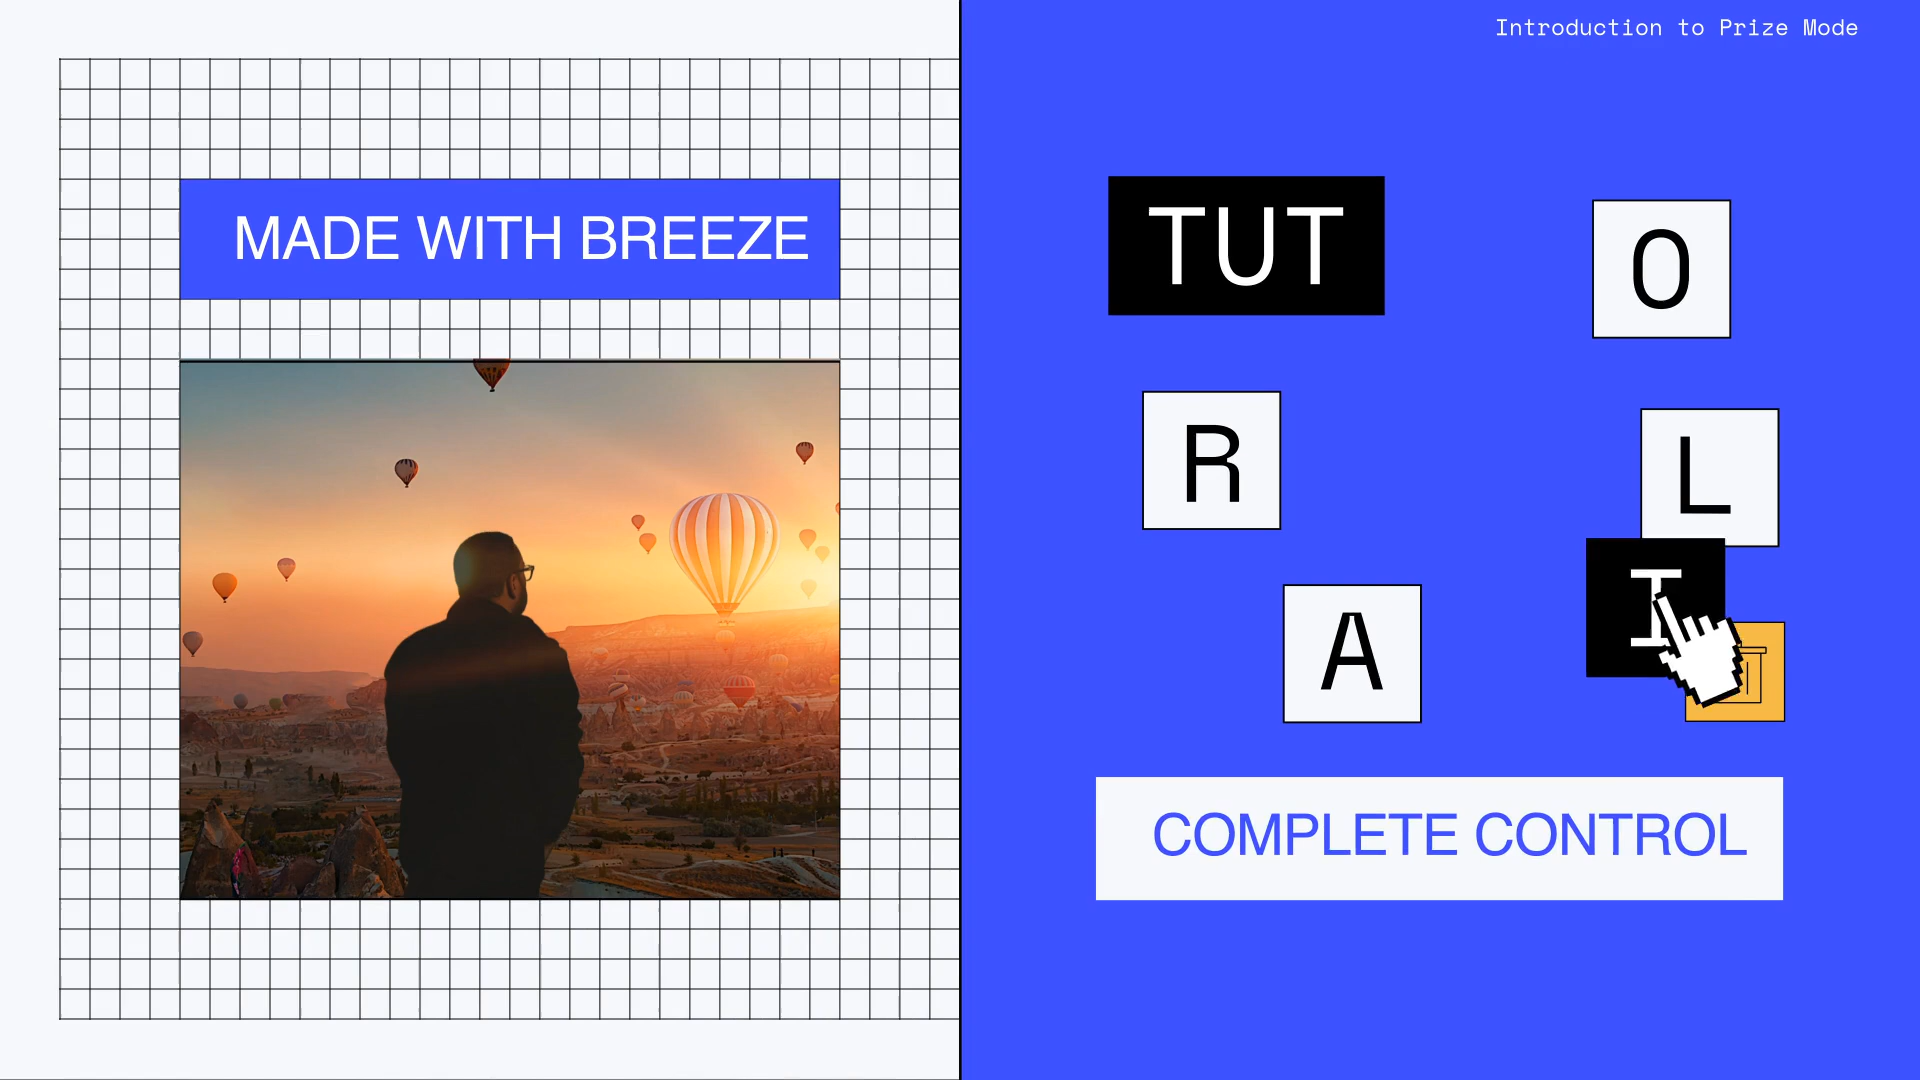 Introduction to Prize Mode
MADE WITH BREEZE
TUT
O
R
L
I
A
COMPLETE CONTROL